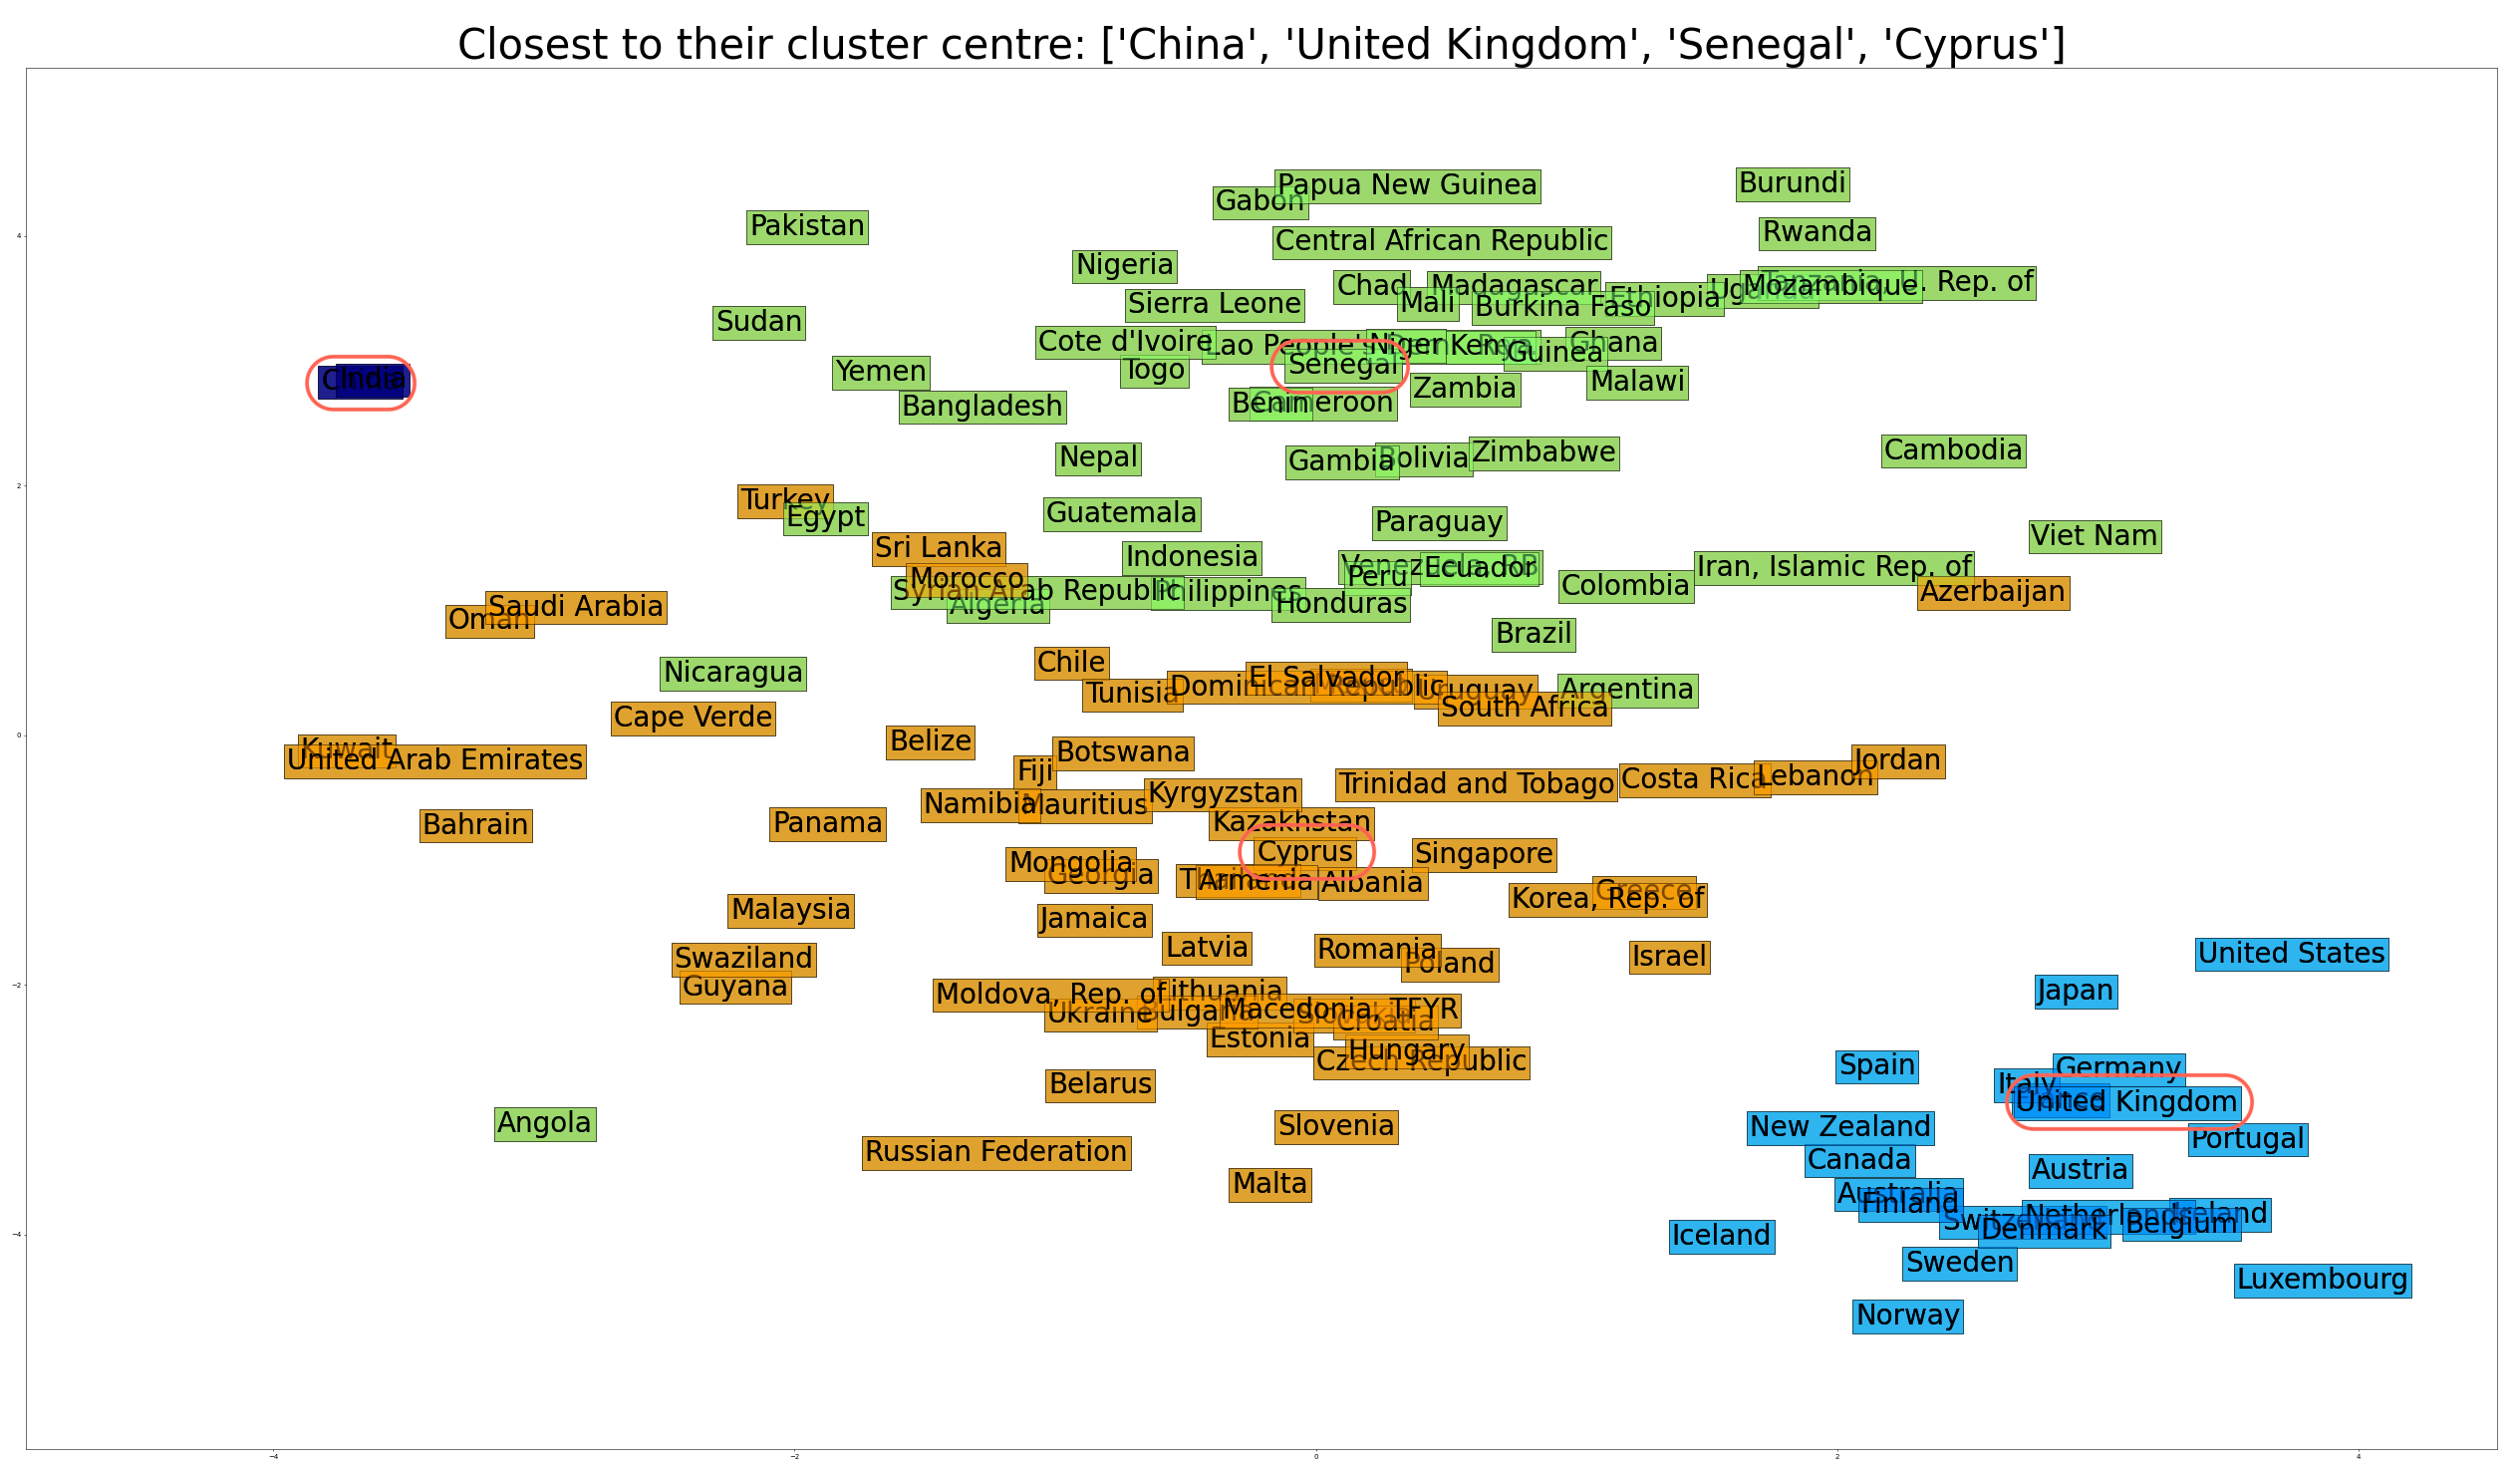 Closest to their cluster centre: ['China', 'United Kingdom', 'Senegal', 'Cyprus']
Burundi
Papua New Guinea
Gabon
Pakistan
Rwanda
Central African Republic
Nigeria
Chad
Madagascar
Mozambique
Tanzania, U. Rep. of
Uganda
Ethiopia
Mali
Burkina Faso
Sierra Leone
Sudan
Cote d'Ivoire
Lao People's
Niger
Kenya
Ghana
Guinea
Senegal
Togo
Yemen
India
Malawi
Zambia
Bangladesh
Benin
Cameroon
Nepal
Gambia
Bolivia
Zimbabwe
Cambodia
Turkey
Egypt
Guatemala
Paraguay
Viet Nam
Sri Lanka
Indonesia
Venezuela, RB
Ecuador
Peru
Iran, Islamic Rep. of
Morocco
Syrian Arab Republic
Philippines
Colombia
Azerbaijan
Algeria
Honduras
Saudi Arabia
Oman
Brazil
Chile
Nicaragua
El Salvador
Tunisia
Dominican Republic
Uruguay
Argentina
South Africa
Cape Verde
Belize
Botswana
Kuwait
United Arab Emirates
Jordan
Fiji
Trinidad and Tobago
Costa Rica
Lebanon
Kyrgyzstan
Namibia
Mauritius
Bahrain
Panama
Kazakhstan
Cyprus
Singapore
Mongolia
Georgia
Thailand
Armenia
Albania
Greece
Korea, Rep. of
Malaysia
Jamaica
Latvia
Romania
Poland
Israel
United States
Swaziland
Guyana
Japan
Moldova, Rep. of
Lithuania
Ukraine
Bulgaria
Macedonia, TFYR
Croatia
Estonia
Hungary
Czech Republic
Spain
Germany
Italy
United Kingdom
Belarus
Angola
Slovenia
New Zealand
Portugal
Russian Federation
Canada
Austria
Malta
Australia
Finland
Switzerland
Netherlands
Ireland
Denmark
Belgium
Iceland
Sweden
Luxembourg
Norway
4
2
0
−2
−4
−4
−2
0
2
4